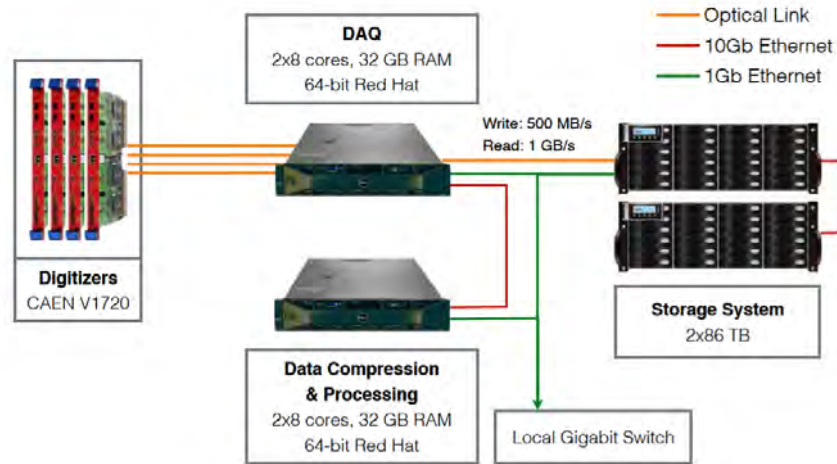 DAQ
2x8 cores, 32 GB RAM
64-bit Red Hat
Optical Link
10Gb Ethernet
1Gb Ethernet
Write: 500 MB/s
Read: 1 GB/s
Digitizers
CAEN V1720
Storage System
2x86 TB
Data Compression
& Processing
2x8 cores, 32 GB RAM
64-bit Red Hat
Local Gigabit Switch